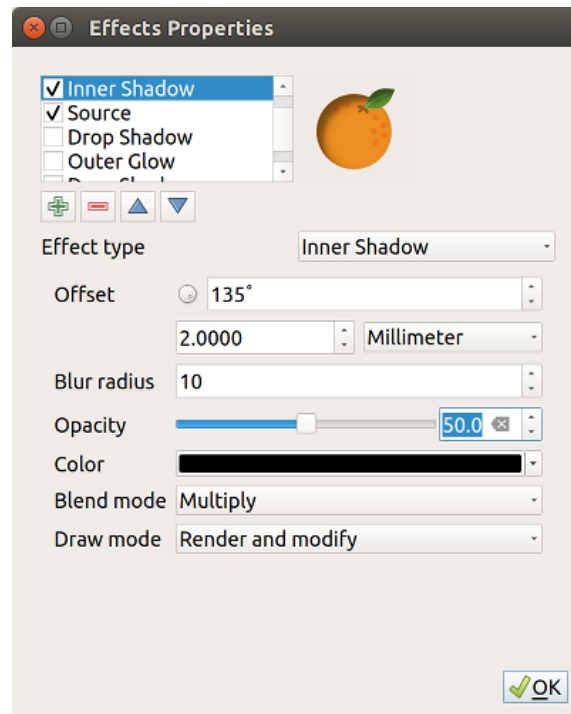 Effects Properties
Inner Shadow
Source
Drop Shadow
Outer Glow
Effect type Inner Shadow
Offset 135°
2.0000 Millimeter
Blur radius 10
Opacity 50.0
Color
Blend mode Multiply
Draw mode Render and modify
OK